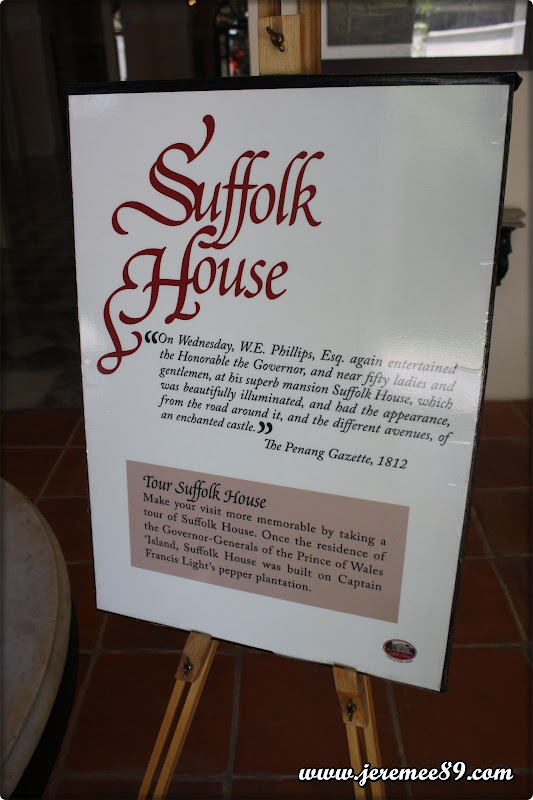 Suffolk
House
“On Wednesday, W.E. Phillips, Esq. again entertained
the Honorable the Governor, and near fifty ladies and
gentlemen, at his superb mansion Suffolk House, which
was beautifully illuminated, and had the appearance,
from the road around it, and the different avenues, of
an enchanted castle.”
The Penang Gazette, 1812
Tour Suffolk House
Make your visit more memorable by taking a
tour of Suffolk House. Once the residence of
the Governor-Generals of the Prince of Wales
'Island, Suffolk House was built on Captain
Francis Light's pepper plantation.
www.jeremee89.com